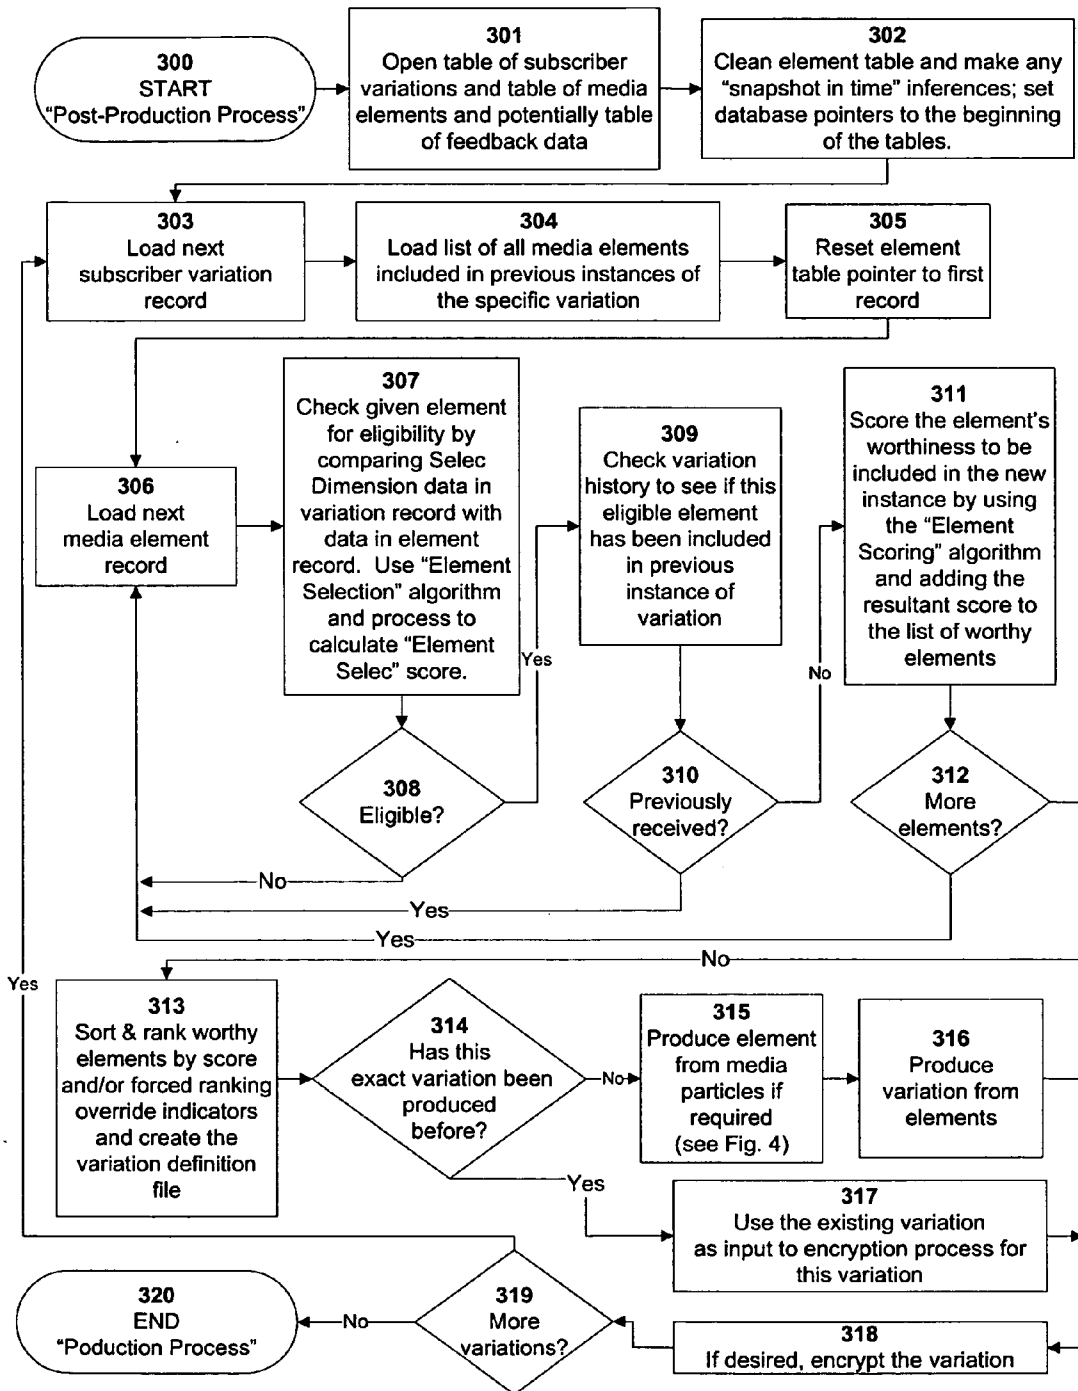 300
START
"Post-Production Process"
301
Open table of subscriber
variations and table of media
elements and potentially table
of feedback data
302
Clean element table and make any
"snapshot in time" inferences; set
database pointers to the beginning
of the tables.
303
Load next
subscriber variation
record
304
Load list of all media elements
included in previous instances of
the specific variation
305
Reset element
table pointer to first
record
306
Load next
media element
record
307
Check given element
for eligibility by
comparing Selec
Dimension data in
variation record with
data in element
record. Use "Element
Selection" algorithm
and process to
calculate "Element
Selec" score.
308
Eligible?
No
Yes
309
Check variation
history to see if this
eligible element
has been included
in previous
instance of
variation
310
Previously
received?
Yes
No
311
Score the element's
worthiness to be
included in the new
instance by using
the "Element
Scoring" algorithm
and adding the
resultant score to
the list of worthy
elements
312
More
elements?
Yes
No
313
Sort & rank worthy
elements by score
and/or forced ranking
override indicators
and create the
variation definition
file
314
Has this
exact variation been
produced
before?
No
Yes
315
Produce element
from media
particles if
required
(see Fig. 4)
316
Produce
variation from
elements
317
Use the existing variation
as input to encryption process for
this variation
318
If desired, encrypt the variation
319
More
variations?
Yes
No
320
END
"Poduction Process"